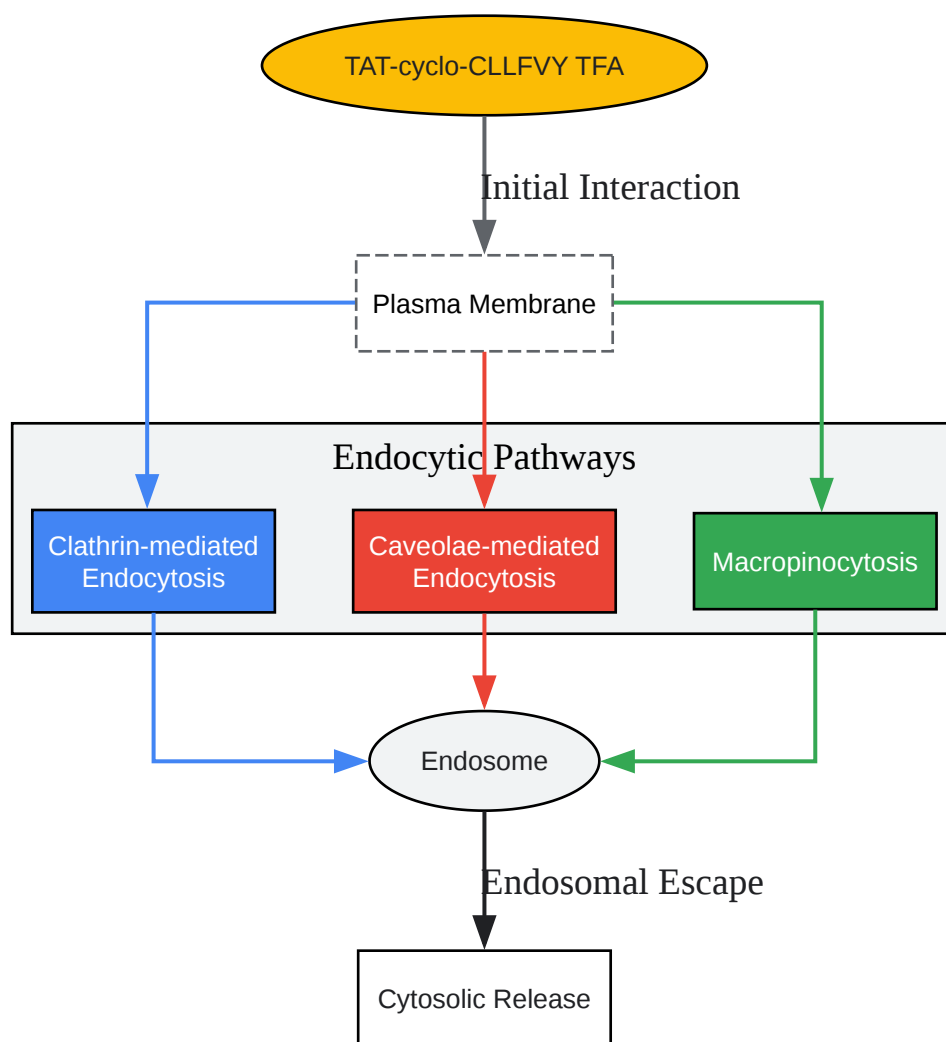 TAT-cyclo-CLLFVY TFA
Initial Interaction
Plasma Membrane
Endocytic Pathways
Clathrin-mediated
Endocytosis
Caveolae-mediated
Endocytosis
Macropinocytosis
Endosome
Endosomal Escape
Cytosolic Release